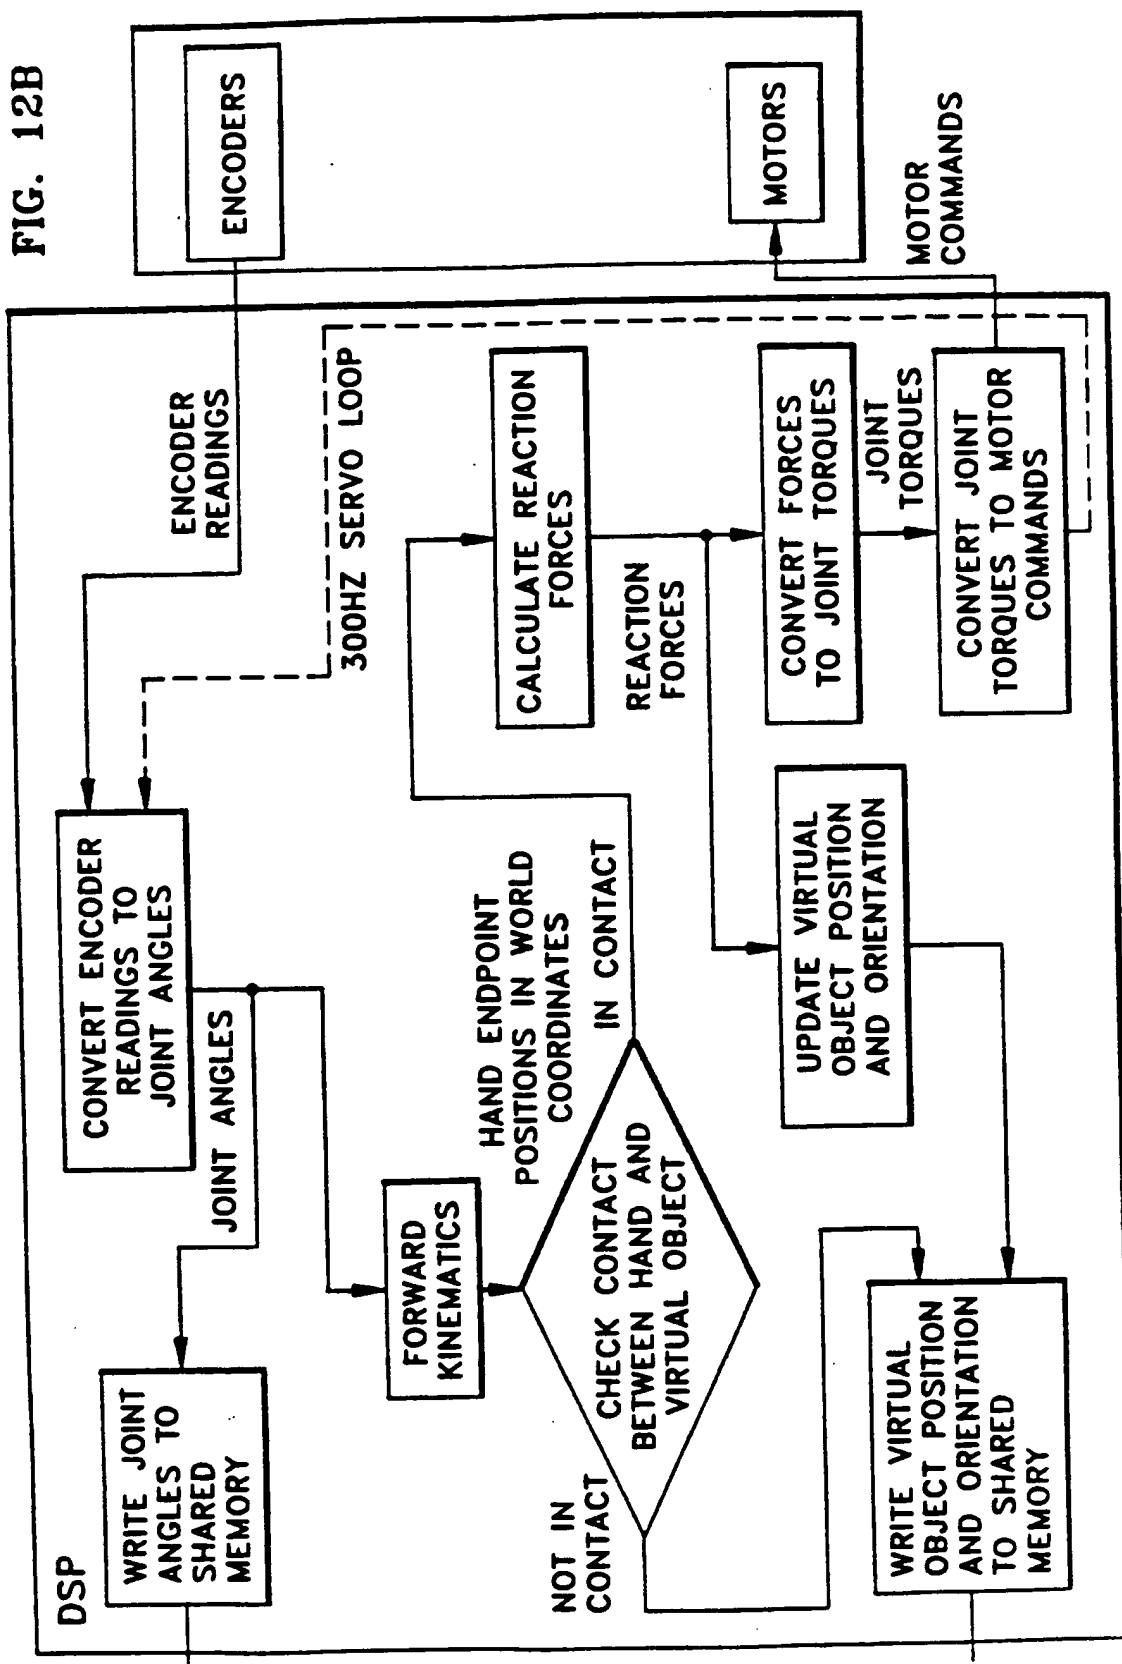 FIG. 12B
DSP
WRITE JOINT
ANGLES TO
SHARED
MEMORY
JOINT ANGLES
CONVERT ENCODER
READINGS TO
JOINT ANGLES
ENCODER
READINGS
ENCODERS
300HZ SERVO LOOP
FORWARD
KINEMATICS
HAND ENDPOINT
POSITIONS IN WORLD
COORDINATES
CHECK CONTACT
BETWEEN HAND AND
VIRTUAL OBJECT
IN CONTACT
NOT IN
CONTACT
CALCULATE REACTION
FORCES
REACTION
FORCES
CONVERT FORCES
TO JOINT TORQUES
JOINT
TORQUES
CONVERT JOINT
TORQUES TO MOTOR
COMMANDS
MOTORS
MOTOR
COMMANDS
UPDATE VIRTUAL
OBJECT POSITION
AND ORIENTATION
WRITE VIRTUAL
OBJECT POSITION
AND ORIENTATION
TO SHARED
MEMORY